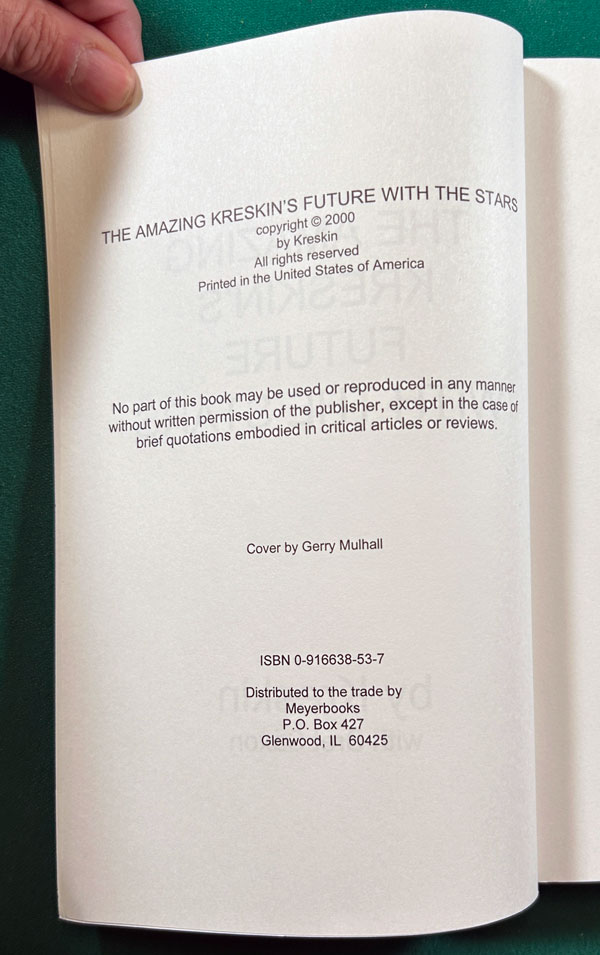 THE AMAZING KRESKIN'S FUTURE WITH THE STARS
copyright © 2000
by Kreskin
All rights reserved
Printed in the United States of America
No part of this book may be used or reproduced in any manner
without written permission of the publisher, except in the case of
brief quotations embodied in critical articles or reviews.
Cover by Gerry Mulhall
ISBN 0-916638-53-7
Distributed to the trade by
Meyerbooks
P.O. Box 427
Glenwood, IL 60425